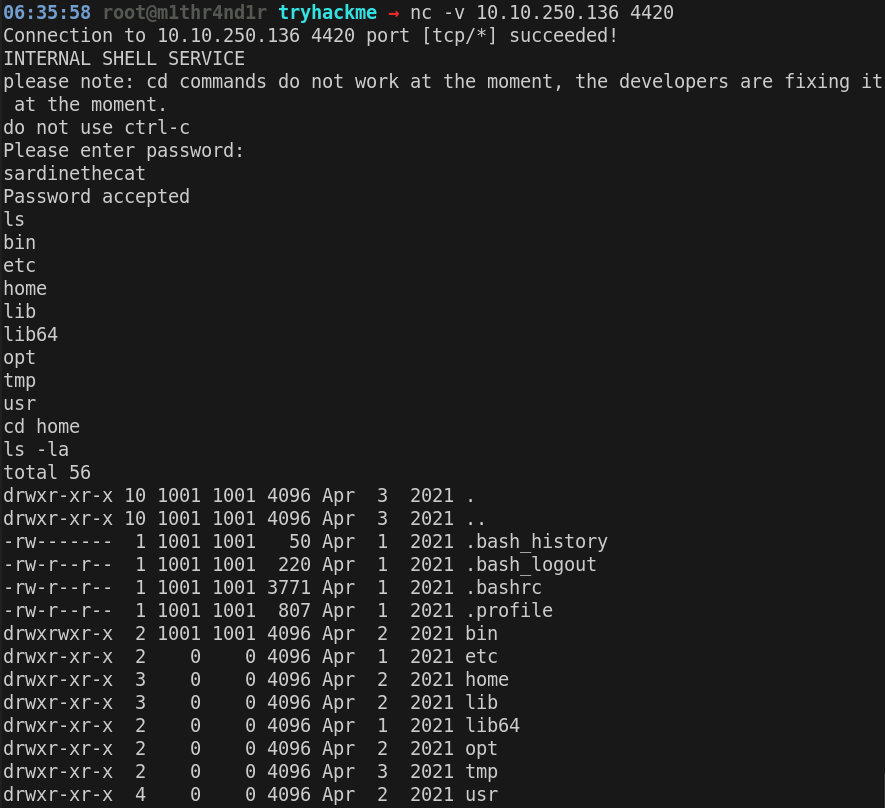 06:35:58 root@m1thr4nd1r tryhackme → nc -v 10.10.250.136 4420
Connection to 10.10.250.136 4420 port [tcp/*] succeeded!
INTERNAL SHELL SERVICE
please note: cd commands do not work at the moment, the developers are fixing it
 at the moment.
do not use ctrl-c
Please enter password:
sardinethecat
Password accepted
ls
bin
etc
home
lib
lib64
opt
tmp
usr
cd home
ls -la
total 56
drwxr-xr-x 10 1001 1001 4096 Apr  3  2021 .
drwxr-xr-x 10 1001 1001 4096 Apr  3  2021 ..
-rw-------  1 1001 1001   50 Apr  1  2021 .bash_history
-rw-r--r--  1 1001 1001  220 Apr  1  2021 .bash_logout
-rw-r--r--  1 1001 1001 3771 Apr  1  2021 .bashrc
-rw-r--r--  1 1001 1001  807 Apr  1  2021 .profile
drwxrwxr-x  2 1001 1001 4096 Apr  2  2021 bin
drwxr-xr-x  2    0    0 4096 Apr  1  2021 etc
drwxr-xr-x  3    0    0 4096 Apr  2  2021 home
drwxr-xr-x  3    0    0 4096 Apr  2  2021 lib
drwxr-xr-x  2    0    0 4096 Apr  1  2021 lib64
drwxr-xr-x  2    0    0 4096 Apr  2  2021 opt
drwxr-xr-x  2    0    0 4096 Apr  3  2021 tmp
drwxr-xr-x  4    0    0 4096 Apr  2  2021 usr